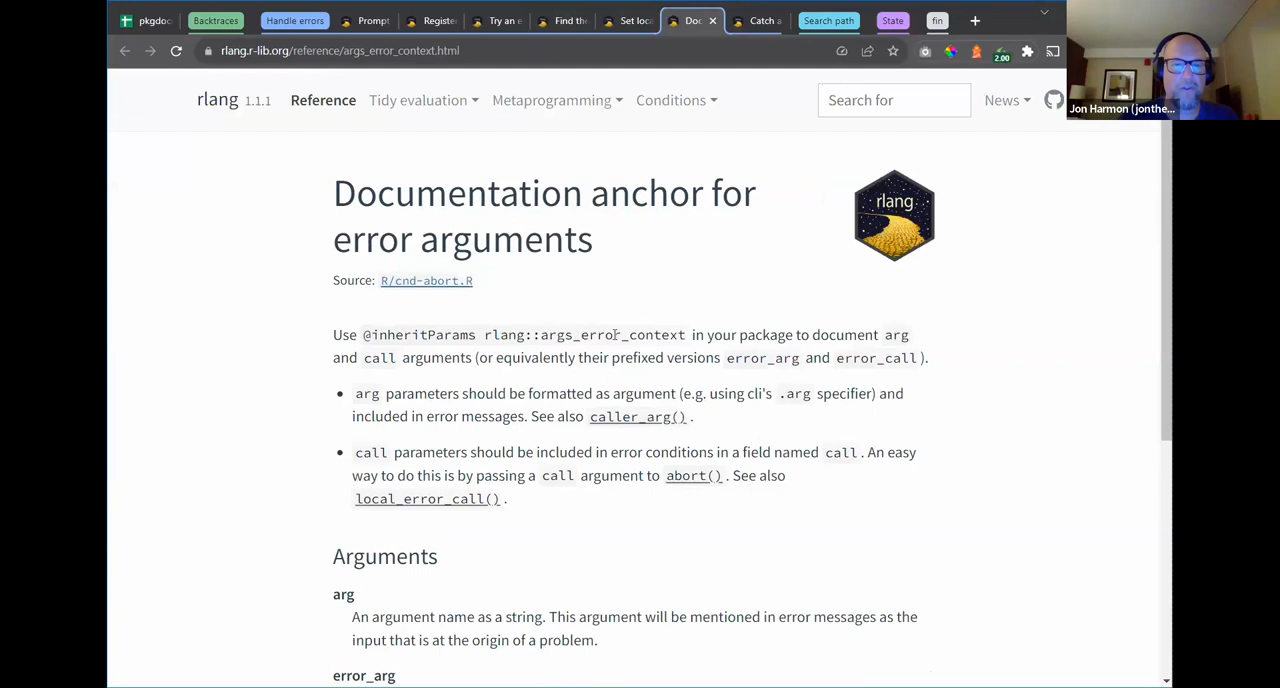 pkgdo
Backtraces
Handle errors
Prompt
Register
Try an e
Find the
Set loca
Doc
Catch a
Search path
State
fin
rlang.r-lib.org/reference/args_error_context.html
2.00
rlang 1.1.1 Reference Tidy evaluation Metaprogramming Conditions Search for News
Jon Harmon (jonthe...
Documentation anchor for
error arguments
rlang
Source: R/cnd-abort.R
Use @inheritParams rlang::args_error_context in your package to document arg
and call arguments (or equivalently their prefixed versions error_arg and error_call ).
• arg parameters should be formatted as argument (e.g. using cli's .arg specifier) and
included in error messages. See also caller_arg() .
• call parameters should be included in error conditions in a field named call. An easy
way to do this is by passing a call argument to abort() . See also
local_error_call() .
Arguments
arg
An argument name as a string. This argument will be mentioned in error messages as the
input that is at the origin of a problem.
error_arg